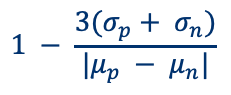 1 − 3(σₚ + σₙ) / |μₚ − μₙ|